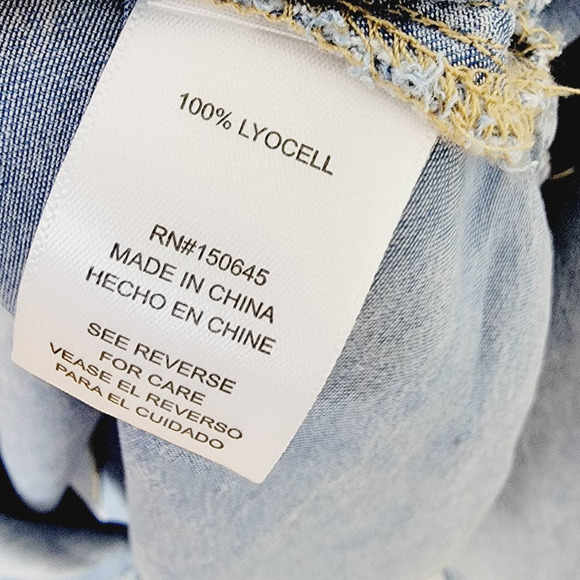 100% LYOCELL
RN#150645
MADE IN CHINA
HECHO EN CHINE
SEE REVERSE
FOR CARE
VEASE EL REVERSO
PARA EL CUIDADO